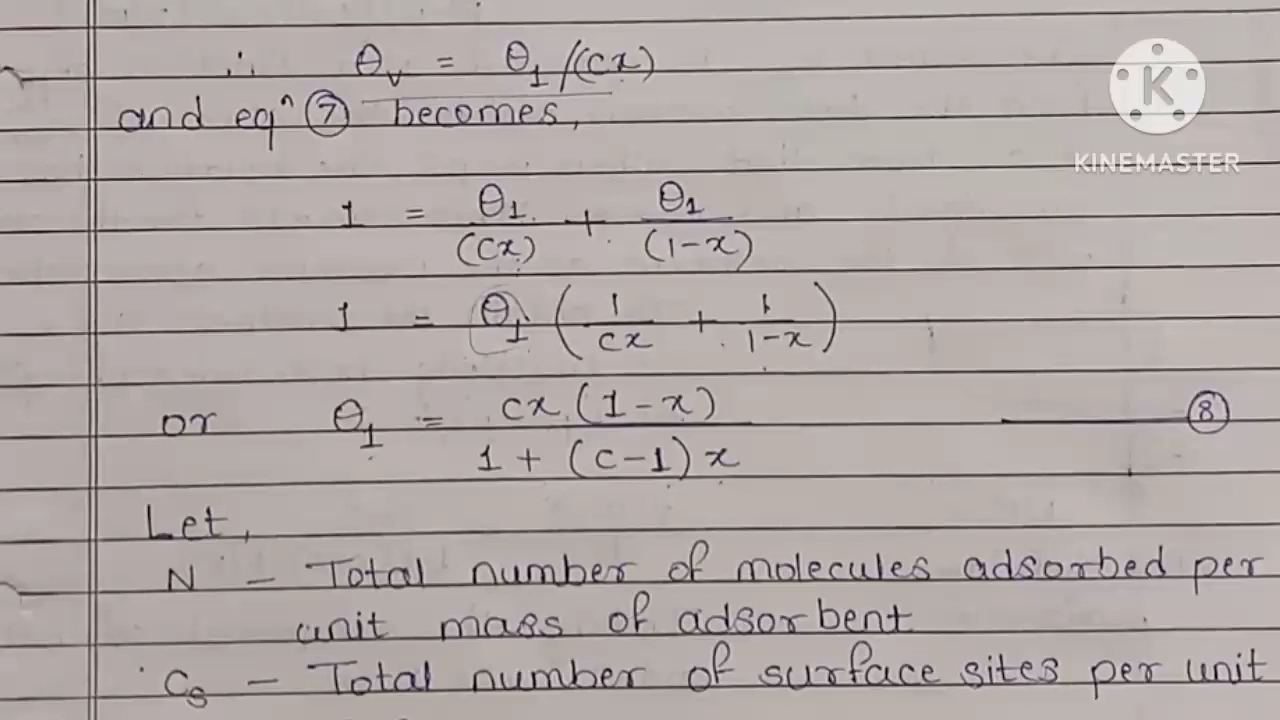 ∴ θᵥ = θ₁/(cx)
and eqⁿ ⑦ becomes,
1 = θ₁/(cx) + θ₁/(1-x)
1 = θ₁ (1/cx + 1/1-x)
or θ₁ = cx.(1-x) / 1+(c-1)x ⑧
Let,
N - Total number of molecules adsorbed per
unit mass of adsorbent
Cₛ - Total number of surface sites per unit
KINEMASTER